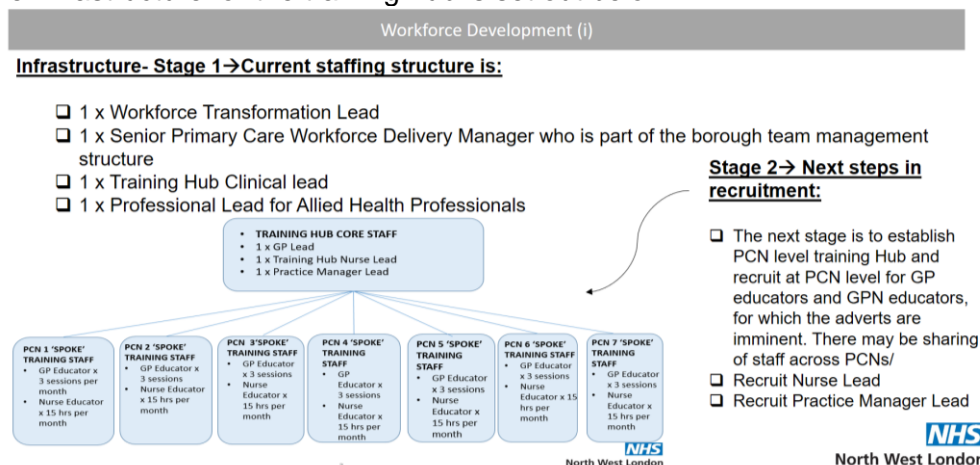 Workforce Development (i)
Infrastructure- Stage 1→Current staffing structure is:
❑ 1 x Workforce Transformation Lead
❑ 1 x Senior Primary Care Workforce Delivery Manager who is part of the borough team management
structure
❑ 1 x Training Hub Clinical lead
❑ 1 x Professional Lead for Allied Health Professionals
• TRAINING HUB CORE STAFF
• 1 x GP Lead
• 1 x Training Hub Nurse Lead
• 1 x Practice Manager Lead
PCN 1 'SPOKE'
TRAINING STAFF
• GP Educator x
3 sessions per
month
• Nurse Educator
x 15 hrs per
month
PCN 2 'SPOKE'
TRAINING STAFF
• GP Educator x
3 sessions
• Nurse Educator
x 15 hrs per
month
PCN 3'SPOKE'
TRAINING STAFF
• GP Educator
x 3 sessions
• Nurse
Educator x
15 hrs per
month
PCN 4 'SPOKE'
TRAINING
STAFF
• GP
Educator x
3 sessions
• Nurse
Educator x
15 hrs per
month
PCN 5 'SPOKE'
TRAINING
STAFF
• GP Educator
x 3 sessions
• Nurse
Educator x
15 hrs per
month
PCN 6 'SPOKE'
TRAINING STAFF
• GP Educator
x 3 sessions
• Nurse
Educator x 15
hrs per
month
PCN 7 'SPOKE'
TRAINING
STAFF
• GP Educator
x 3 sessions
• Nurse
Educator x
15 hrs per
month
NHS
North West London
Stage 2→ Next steps in
recruitment:
❑ The next stage is to establish
PCN level training Hub and
recruit at PCN level for GP
educators and GPN educators,
for which the adverts are
imminent. There may be sharing
of staff across PCNs/
❑ Recruit Nurse Lead
❑ Recruit Practice Manager Lead
NHS
North West London